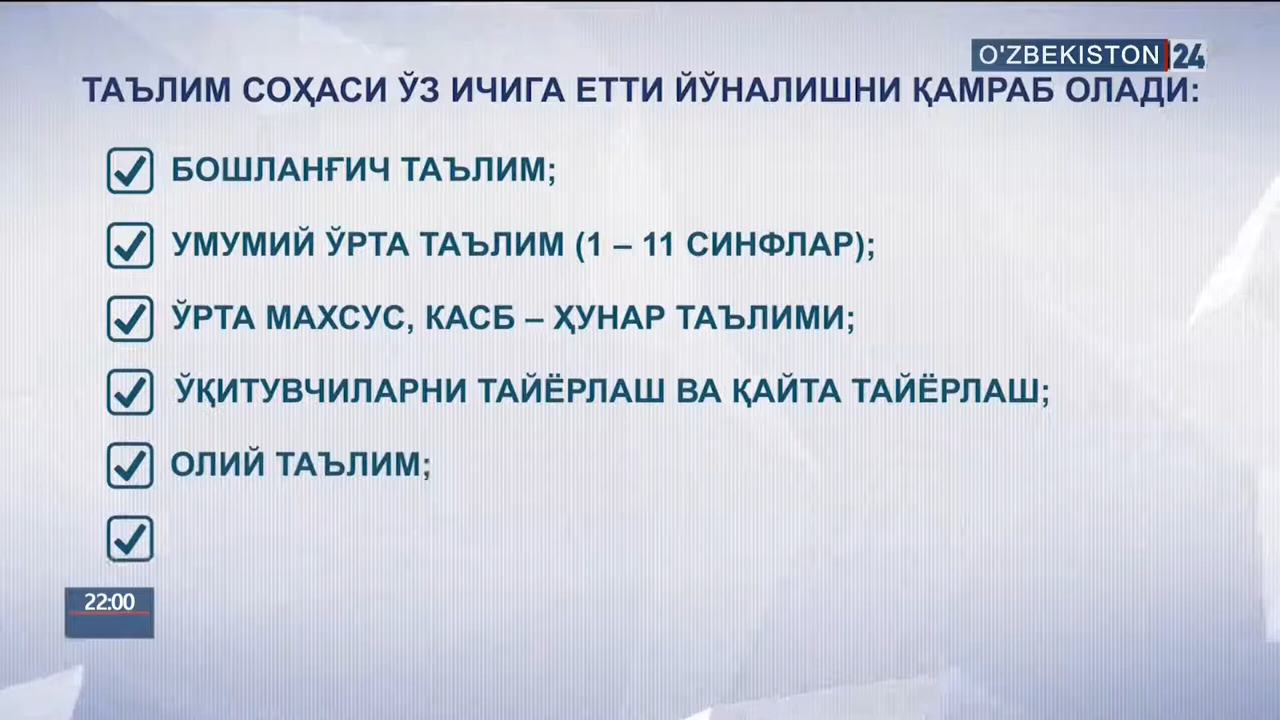 O'ZBEKISTON 24
ТАЪЛИМ СОҲАСИ ЎЗ ИЧИГА ЕТТИ ЙЎНАЛИШНИ ҚАМРАБ ОЛАДИ:
БОШЛАНҒИЧ ТАЪЛИМ;
УМУМИЙ ЎРТА ТАЪЛИМ (1 – 11 СИНФЛАР);
ЎРТА МАХСУС, КАСБ – ҲУНАР ТАЪЛИМИ;
ЎҚИТУВЧИЛАРНИ ТАЙЁРЛАШ ВА ҚАЙТА ТАЙЁРЛАШ;
ОЛИЙ ТАЪЛИМ;
22:00